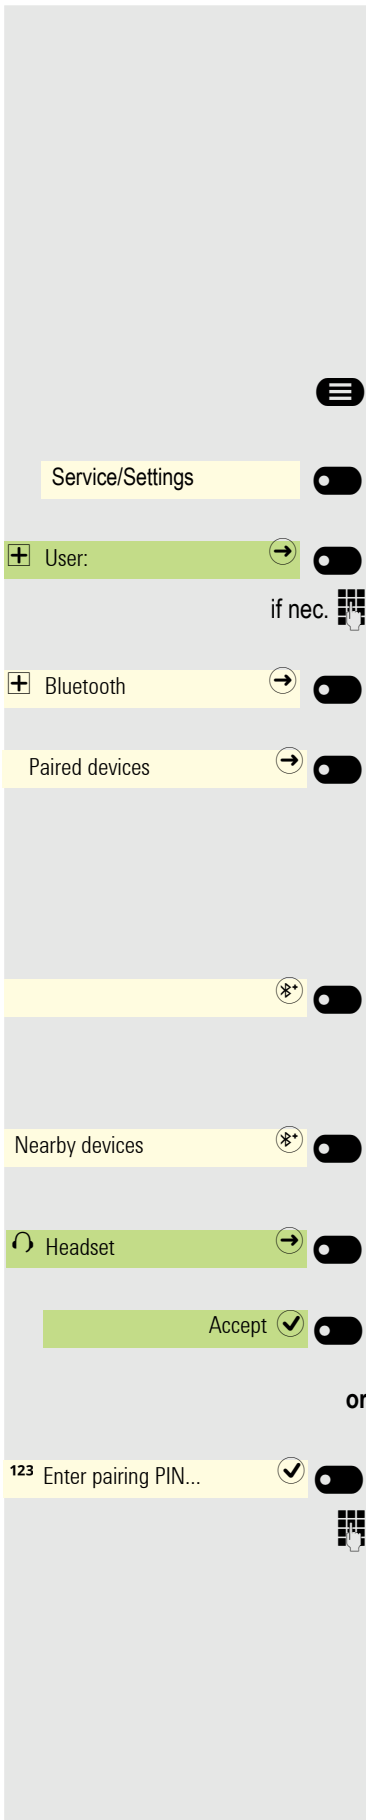 Service/Settings
User:
if nec.
Bluetooth
Paired devices
Nearby devices
Headset
Accept
or
123 Enter pairing PIN...